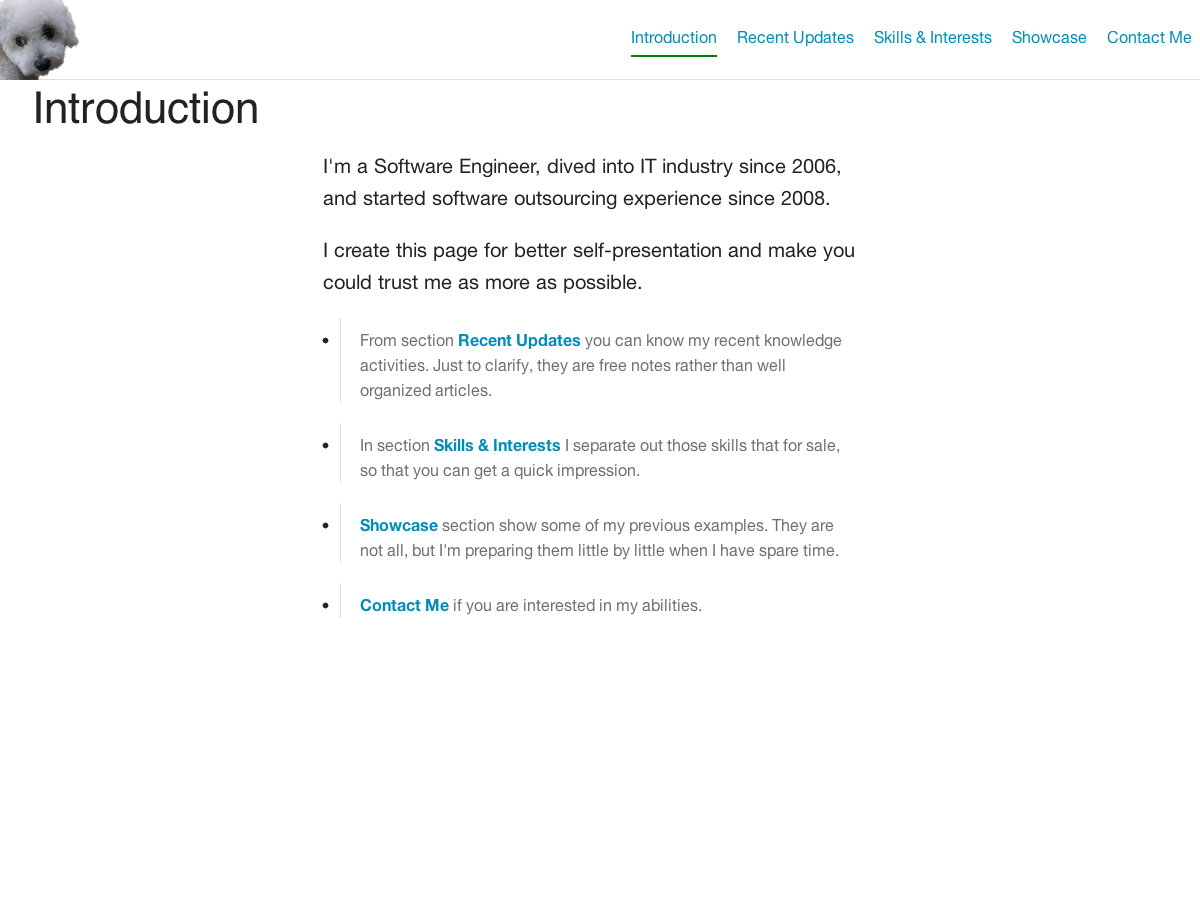 Introduction Recent Updates Skills & Interests Showcase Contact Me
Introduction
I'm a Software Engineer, dived into IT industry since 2006,
and started software outsourcing experience since 2008.
I create this page for better self-presentation and make you
could trust me as more as possible.
From section Recent Updates you can know my recent knowledge
activities. Just to clarify, they are free notes rather than well
organized articles.
In section Skills & Interests I separate out those skills that for sale,
so that you can get a quick impression.
Showcase section show some of my previous examples. They are
not all, but I'm preparing them little by little when I have spare time.
Contact Me if you are interested in my abilities.